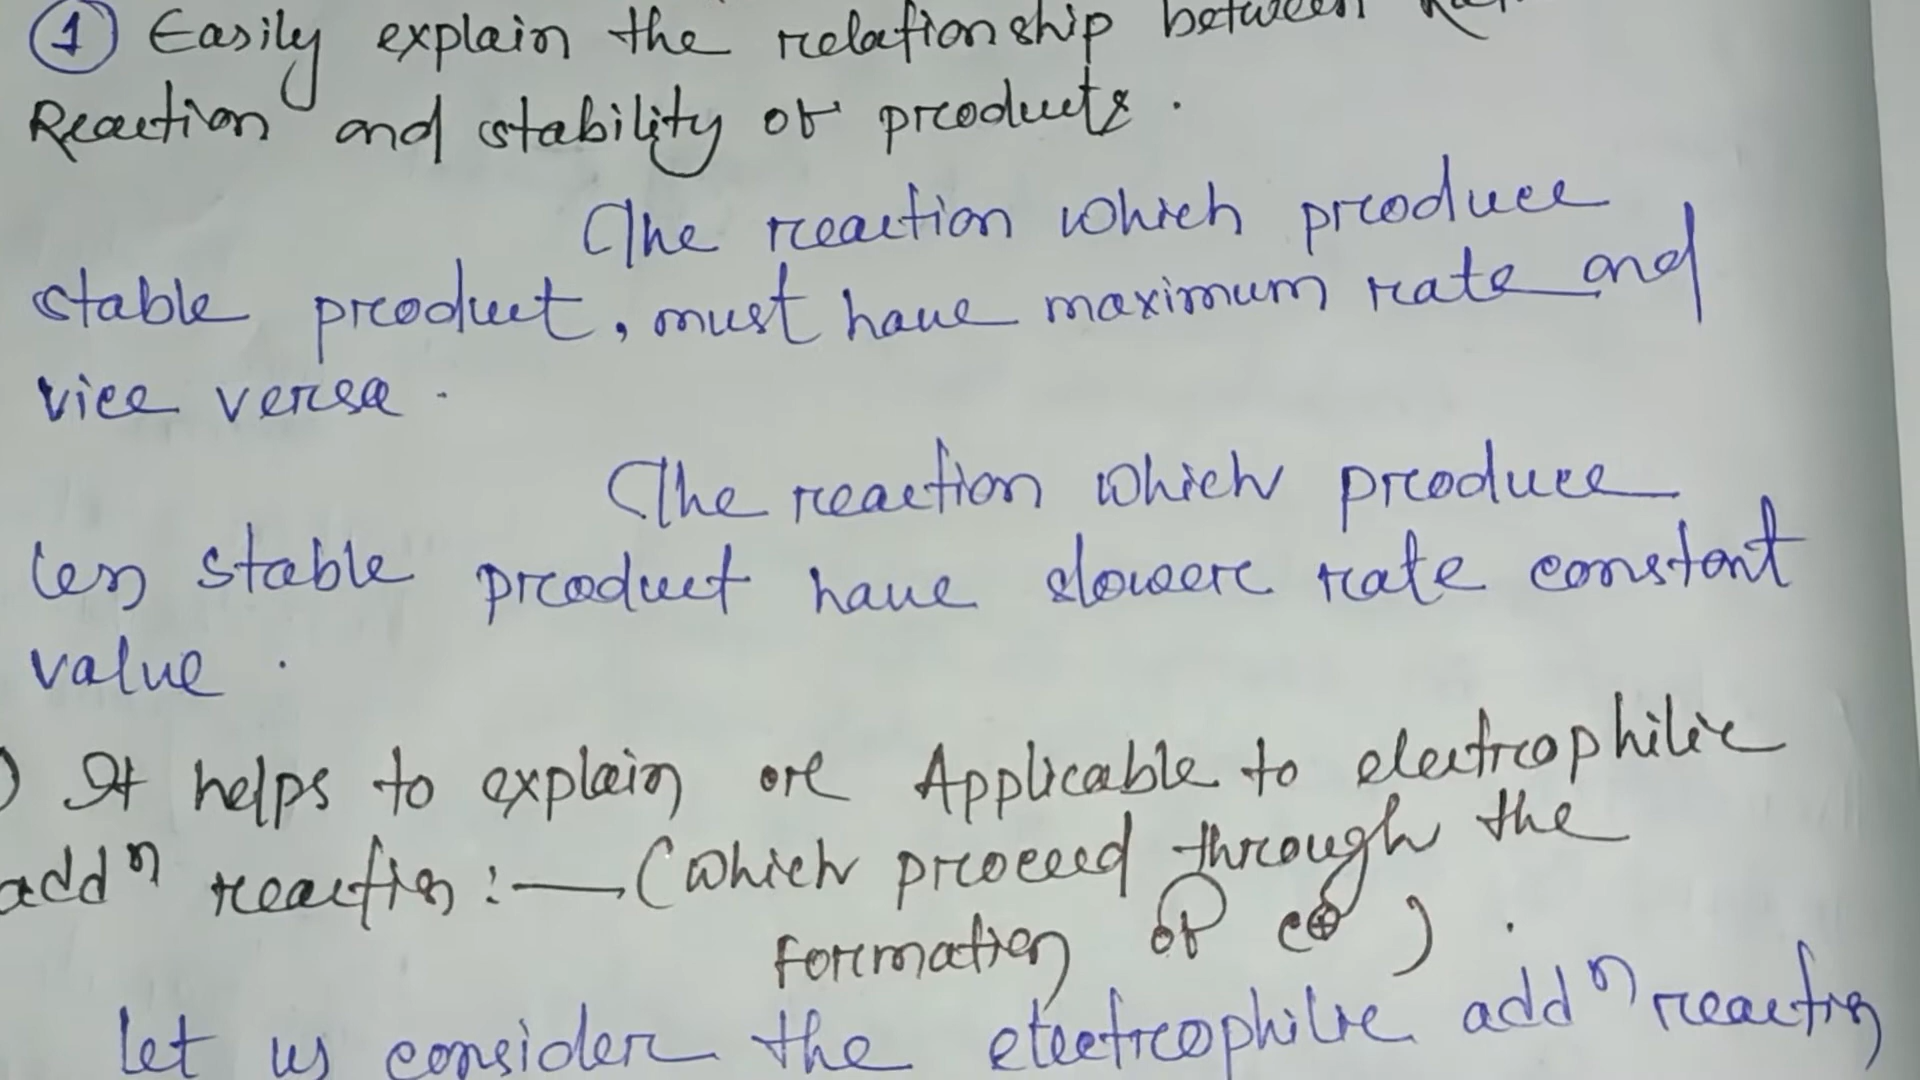 ① Easily explain the relationship between
Reaction and stability of products.
The reaction which produce
stable product, must have maximum rate and
vice versa.
The reaction which produce
less stable product have slower rate constant
value.
) It helps to explain or Applicable to electrophilic
addⁿ reaction :— (which proceed through the
formation of c⊕ ).
let us consider the electrophilic addⁿ reaction